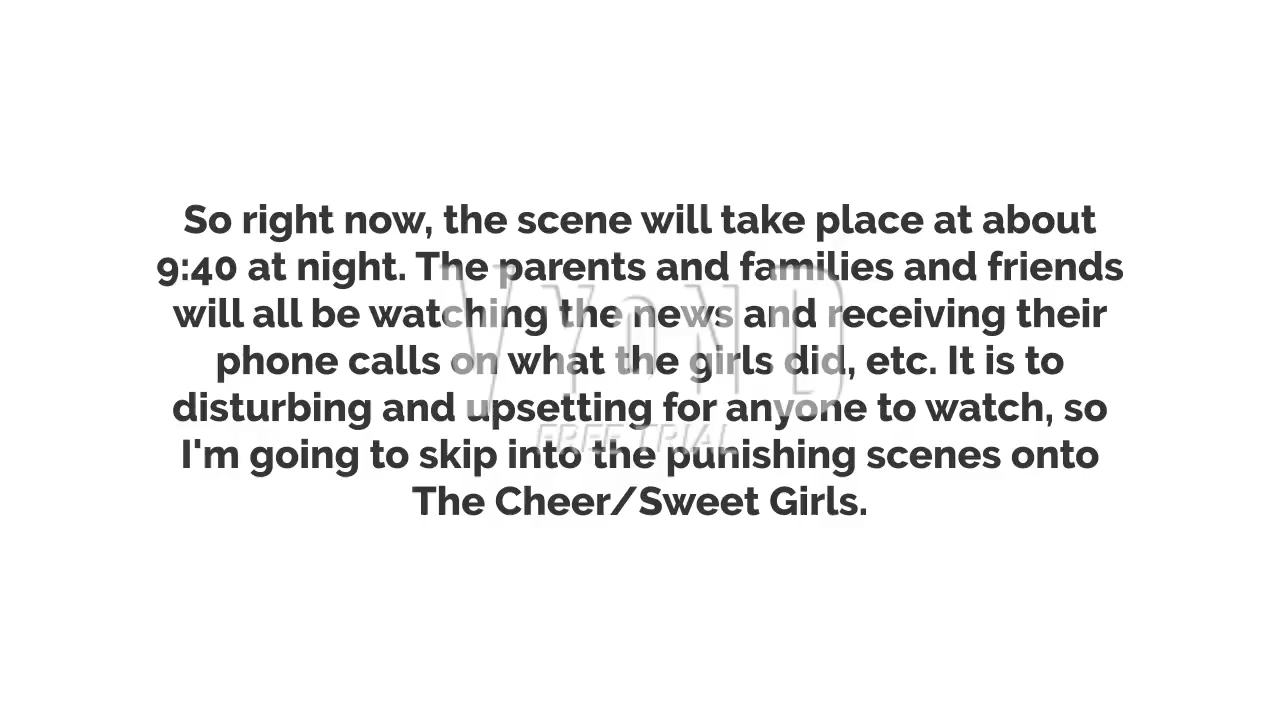 So right now, the scene will take place at about
9:40 at night. The parents and families and friends
will all be watching the news and receiving their
phone calls on what the girls did, etc. It is to
disturbing and upsetting for anyone to watch, so
I'm going to skip into the punishing scenes onto
The Cheer/Sweet Girls.
VYOND
FREE TRIAL